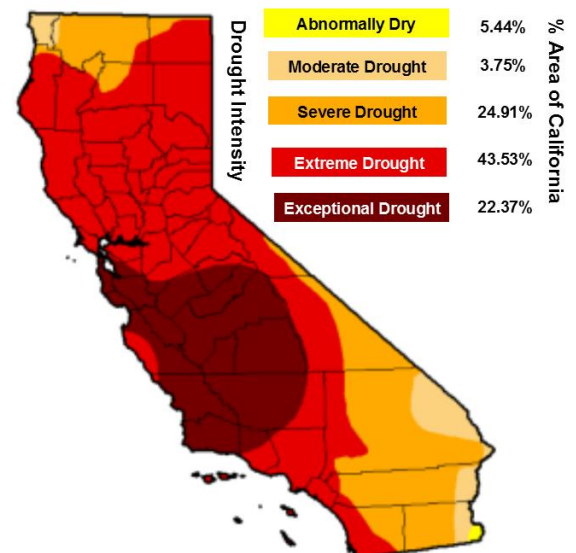 Drought Intensity
% Area of California
Abnormally Dry 5.44%
Moderate Drought 3.75%
Severe Drought 24.91%
Extreme Drought 43.53%
Exceptional Drought 22.37%